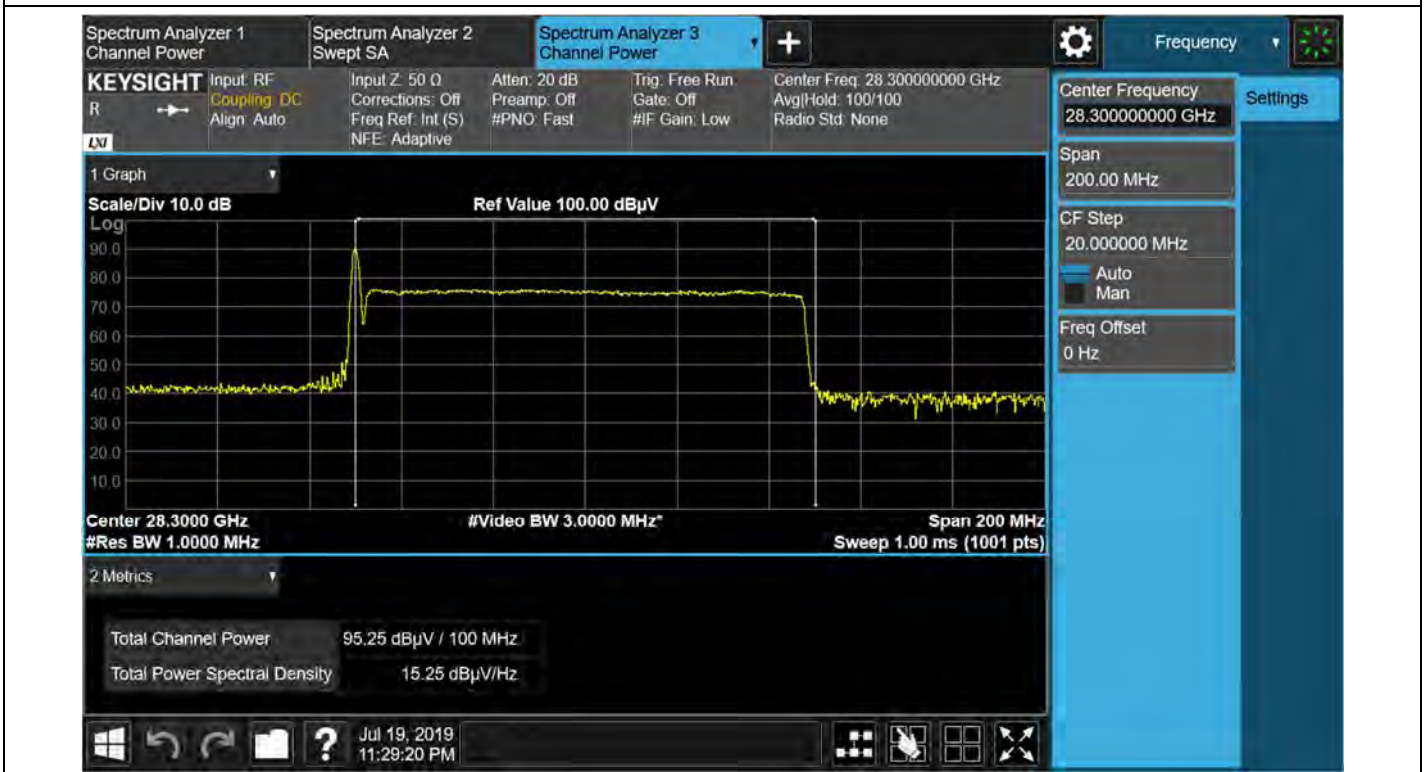 Spectrum Analyzer 1
Channel Power
Spectrum Analyzer 2
Swept SA
Spectrum Analyzer 3
Channel Power
Frequency
KEYSIGHT
R
LXI
Input: RF
Coupling: DC
Align: Auto
Input Z: 50 Ω
Corrections: Off
Freq Ref: Int (S)
NFE: Adaptive
Atten: 20 dB
Preamp: Off
#PNO: Fast
Trig: Free Run
Gate: Off
#IF Gain: Low
Center Freq: 28.300000000 GHz
Avg|Hold: 100/100
Radio Std: None
Center Frequency
28.300000000 GHz
Settings
Span
200.00 MHz
CF Step
20.000000 MHz
Auto
Man
Freq Offset
0 Hz
1 Graph
Scale/Div 10.0 dB
Ref Value 100.00 dBµV
Log
90.0
80.0
70.0
60.0
50.0
40.0
30.0
20.0
10.0
Center 28.3000 GHz
#Video BW 3.0000 MHz*
Span 200 MHz
#Res BW 1.0000 MHz
Sweep 1.00 ms (1001 pts)
2 Metrics
Total Channel Power 95.25 dBµV / 100 MHz
Total Power Spectral Density 15.25 dBµV/Hz
?
Jul 19, 2019
11:29:20 PM